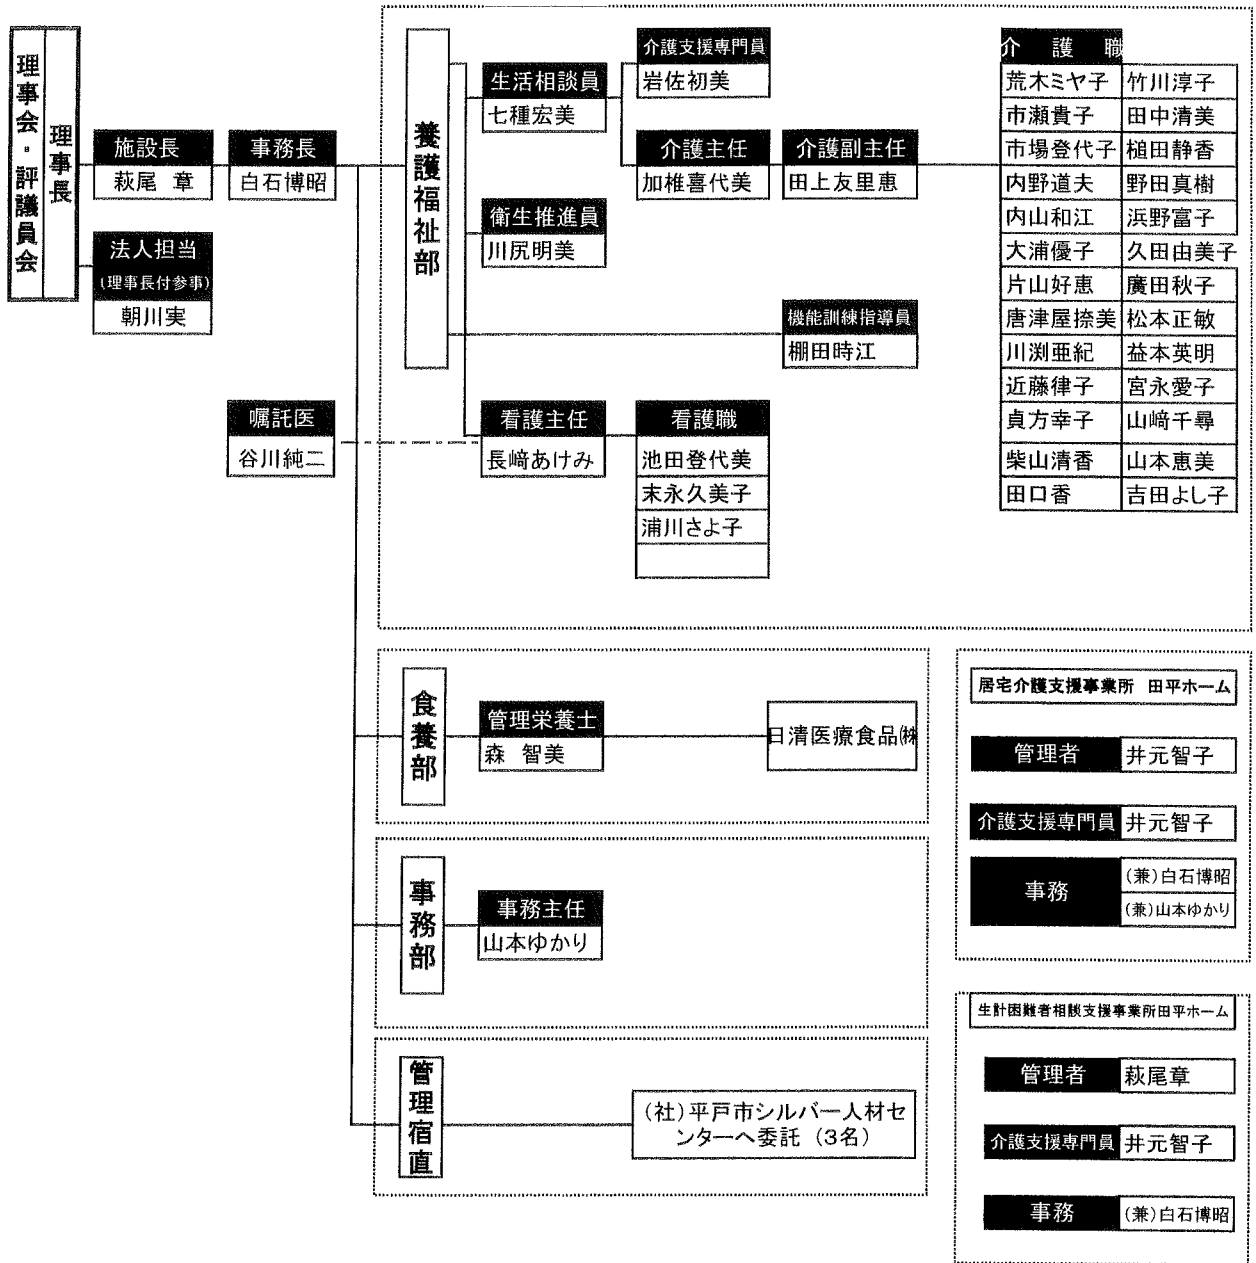 理事会・評議員会
理事長
施設長
萩尾 章
事務長
白石博昭
法人担当
(理事長付参事)
朝川実
嘱託医
谷川純二
養護福祉部
生活相談員
七種宏美
介護支援専門員
岩佐初美
介護主任
加椎喜代美
介護副主任
田上友里恵
衛生推進員
川尻明美
機能訓練指導員
棚田時江
看護主任
長﨑あけみ
看護職
池田登代美
末永久美子
浦川さよ子
介 護 職
荒木ミヤ子 竹川淳子
市瀬貴子 田中清美
市場登代子 槌田静香
内野道夫 野田真樹
内山和江 浜野富子
大浦優子 久田由美子
片山好恵 廣田秋子
唐津屋捺美 松本正敏
川渕亜紀 益本英明
近藤律子 宮永愛子
貞方幸子 山﨑千尋
柴山清香 山本恵美
田口香 吉田よし子
食養部
管理栄養士
森 智美
日清医療食品㈱
事務部
事務主任
山本ゆかり
管理宿直
(社)平戸市シルバー人材セ
ンターへ委託 (3名)
居宅介護支援事業所 田平ホーム
管理者 井元智子
介護支援専門員 井元智子
事務
(兼)白石博昭
(兼)山本ゆかり
生計困難者相談支援事業所田平ホーム
管理者 萩尾章
介護支援専門員 井元智子
事務 (兼)白石博昭